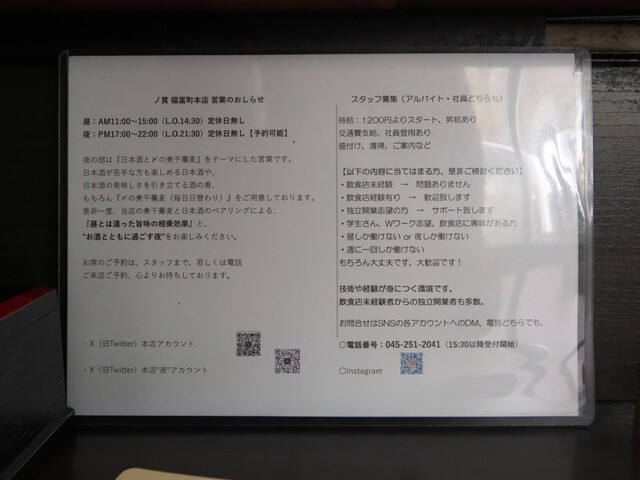 ノ貫 福富町本店 営業のおしらせ
昼：AM11:00～15:00（L.O.14:30）定休日無し
夜：PM17:00～22:00（L.O.21:30）定休日無し【予約可能】
夜の部は『日本酒と〆の煮干蕎麦』をテーマにした営業です。
日本酒が苦手な方も楽しめる日本酒や、
日本酒の美味しさを引き立てる酒の肴、
もちろん『〆の煮干蕎麦（毎日日替わり）』をご用意しております。
是非一度、当店の煮干蕎麦と日本酒のペアリングによる、
『昼とは違った旨味の相乗効果』と、
"お酒とともに過ごす夜"をお楽しみください。
お席のご予約は、スタッフまで、若しくは電話
ご来店ご予約、心よりお待ちしております。
・X（旧Twitter）本店アカウント
・X（旧Twitter）本店"夜"アカウント
スタッフ募集（アルバイト・社員どちらも）
時給：1200円よりスタート、昇給あり
交通費支給、社員登用あり
盛付け、清掃、ご案内など
【以下の内容に当てはまる方、是非ご検討ください】
・飲食店未経験 → 問題ありません
・飲食店経験有り → 歓迎致します
・独立開業志望の方 → サポート致します
・学生さん、Wワーク志望、飲食店に興味がある方
・昼しか働けない or 夜しか働けない
・週に一回しか働けない
もちろん大丈夫です、大歓迎です！
技術や経験が身につく環境です。
飲食店未経験者からの独立開業者も多数。
お問合せはSNSの各アカウントへのDM、電話どちらでも。
〇電話番号：045-251-2041（15:30以降受付開始）
〇Instagram